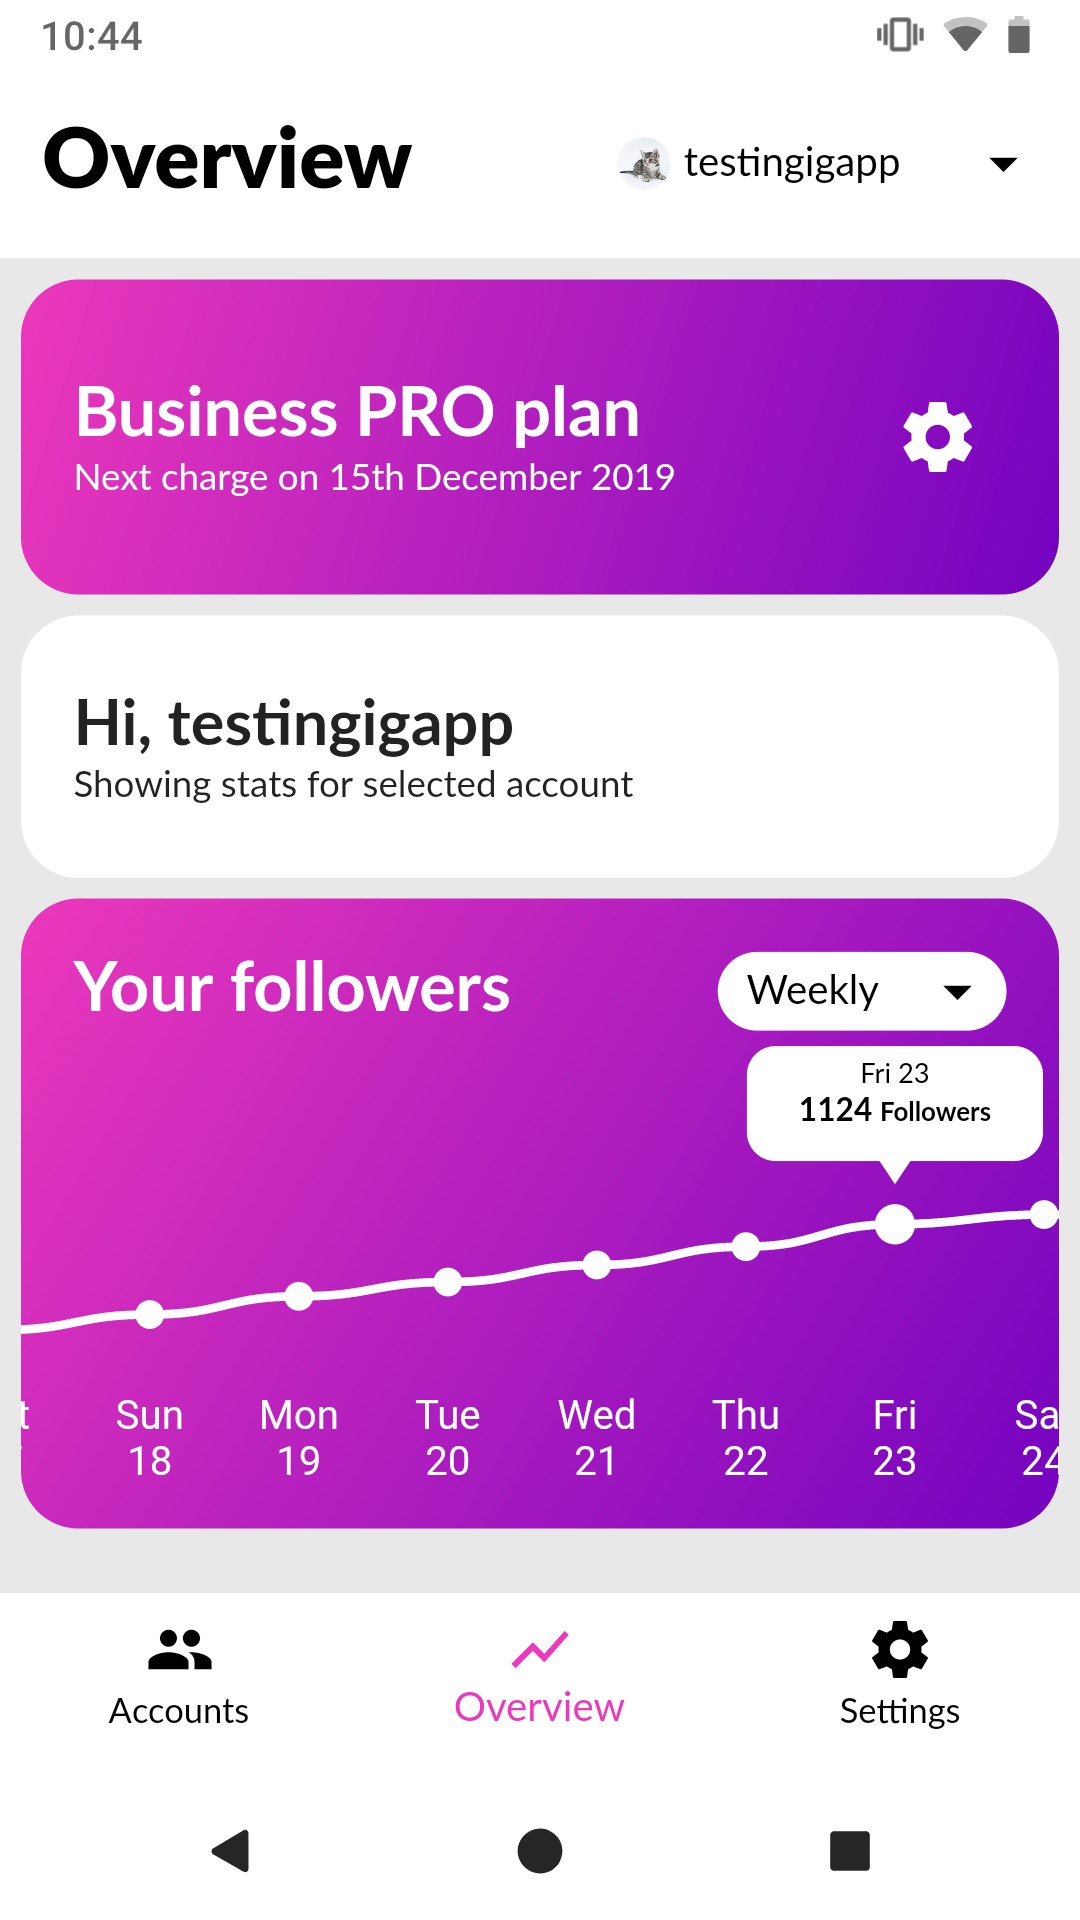 10:44
Overview
testingigapp
Business PRO plan
Next charge on 15th December 2019
Hi, testingigapp
Showing stats for selected account
Your followers
Weekly
Fri 23
1124 Followers
t Sun Mon Tue Wed Thu Fri Sa
18 19 20 21 22 23 24
Accounts
Overview
Settings